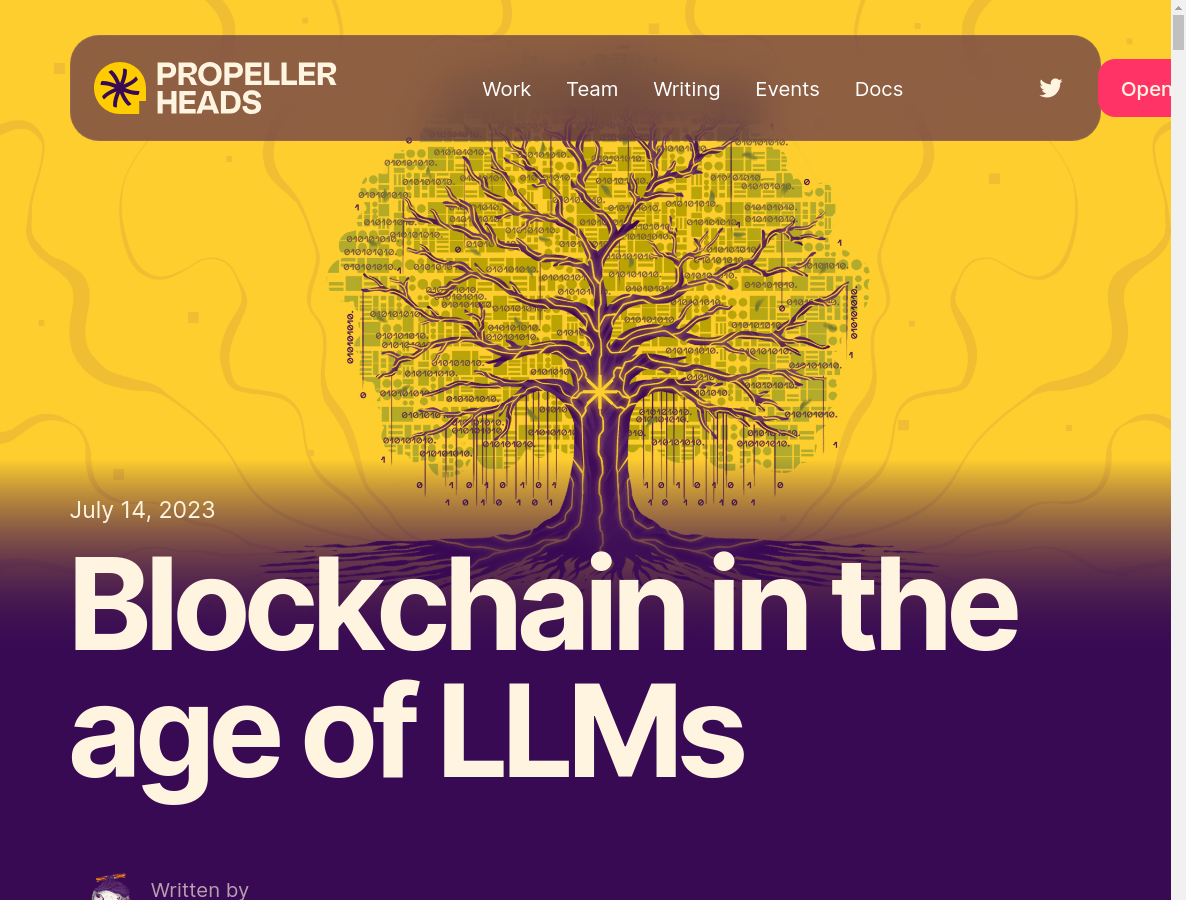 PROPELLER
HEADS
Work Team Writing Events Docs
Open
July 14, 2023
Blockchain in the
age of LLMs
Written by